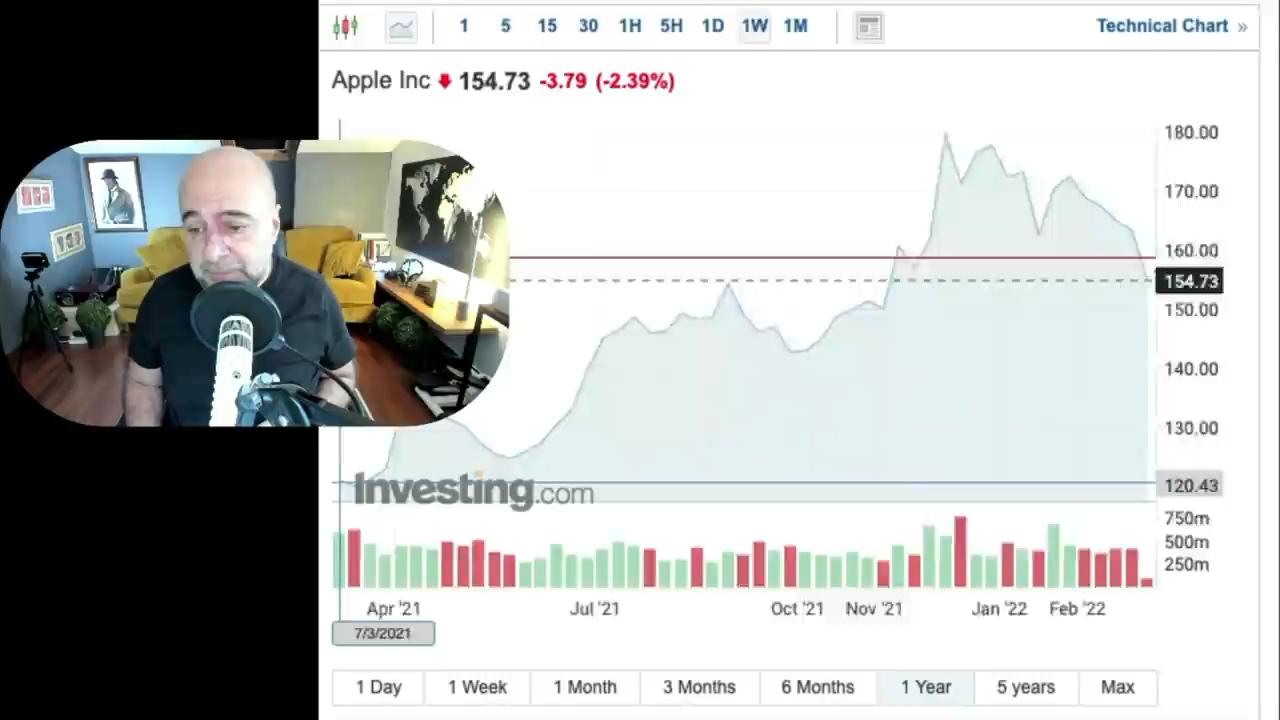 1 5 15 30 1H 5H 1D 1W 1M Technical Chart »
Apple Inc 154.73 -3.79 (-2.39%)
180.00
170.00
160.00
154.73
150.00
140.00
130.00
120.43
Investing.com
750m
500m
250m
Apr '21 Jul '21 Oct '21 Nov '21 Jan '22 Feb '22
7/3/2021
1 Day 1 Week 1 Month 3 Months 6 Months 1 Year 5 years Max